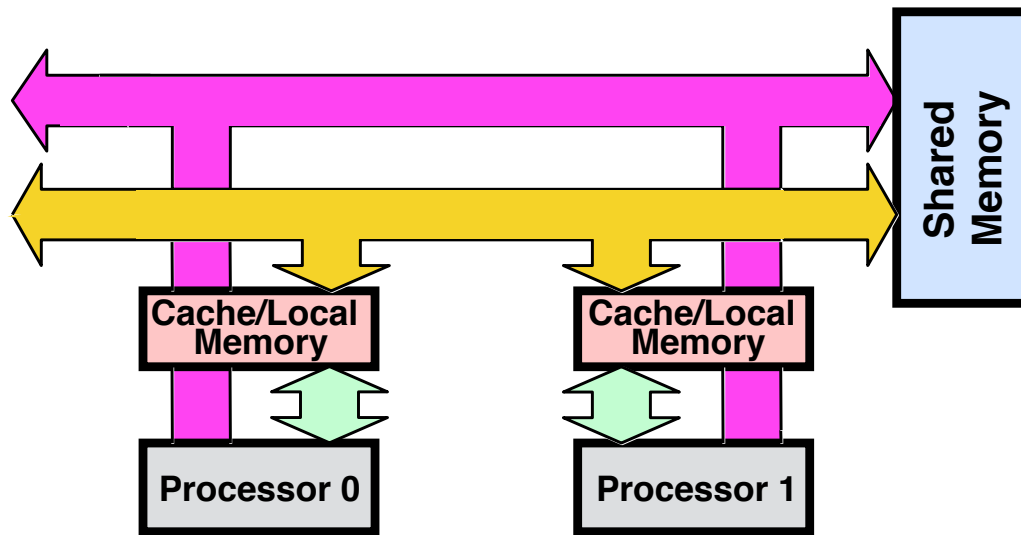 Shared
Memory
Cache/Local
Memory
Cache/Local
Memory
Processor 0
Processor 1